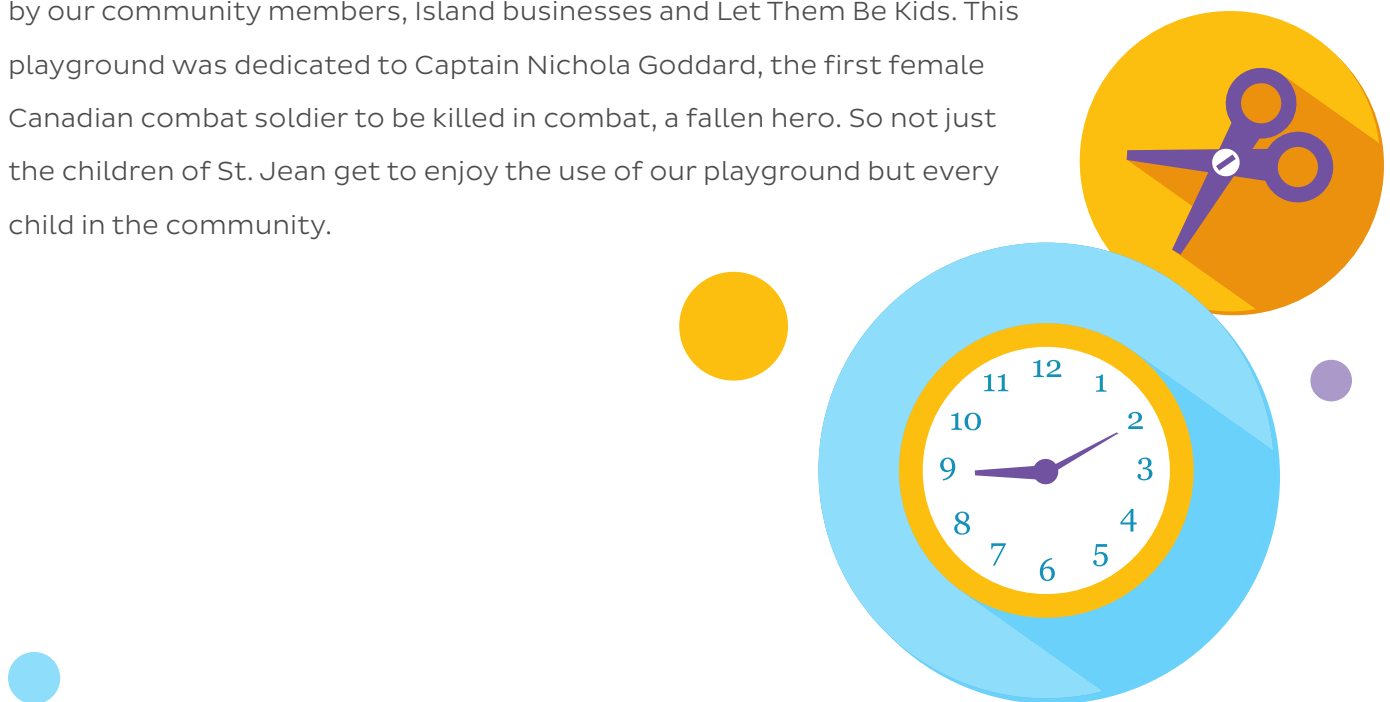 by our community members, Island businesses and Let Them Be Kids. This
playground was dedicated to Captain Nichola Goddard, the first female
Canadian combat soldier to be killed in combat, a fallen hero. So not just
the children of St. Jean get to enjoy the use of our playground but every
child in the community.
12
11
1
10
2
9
3
8
4
7
5
6